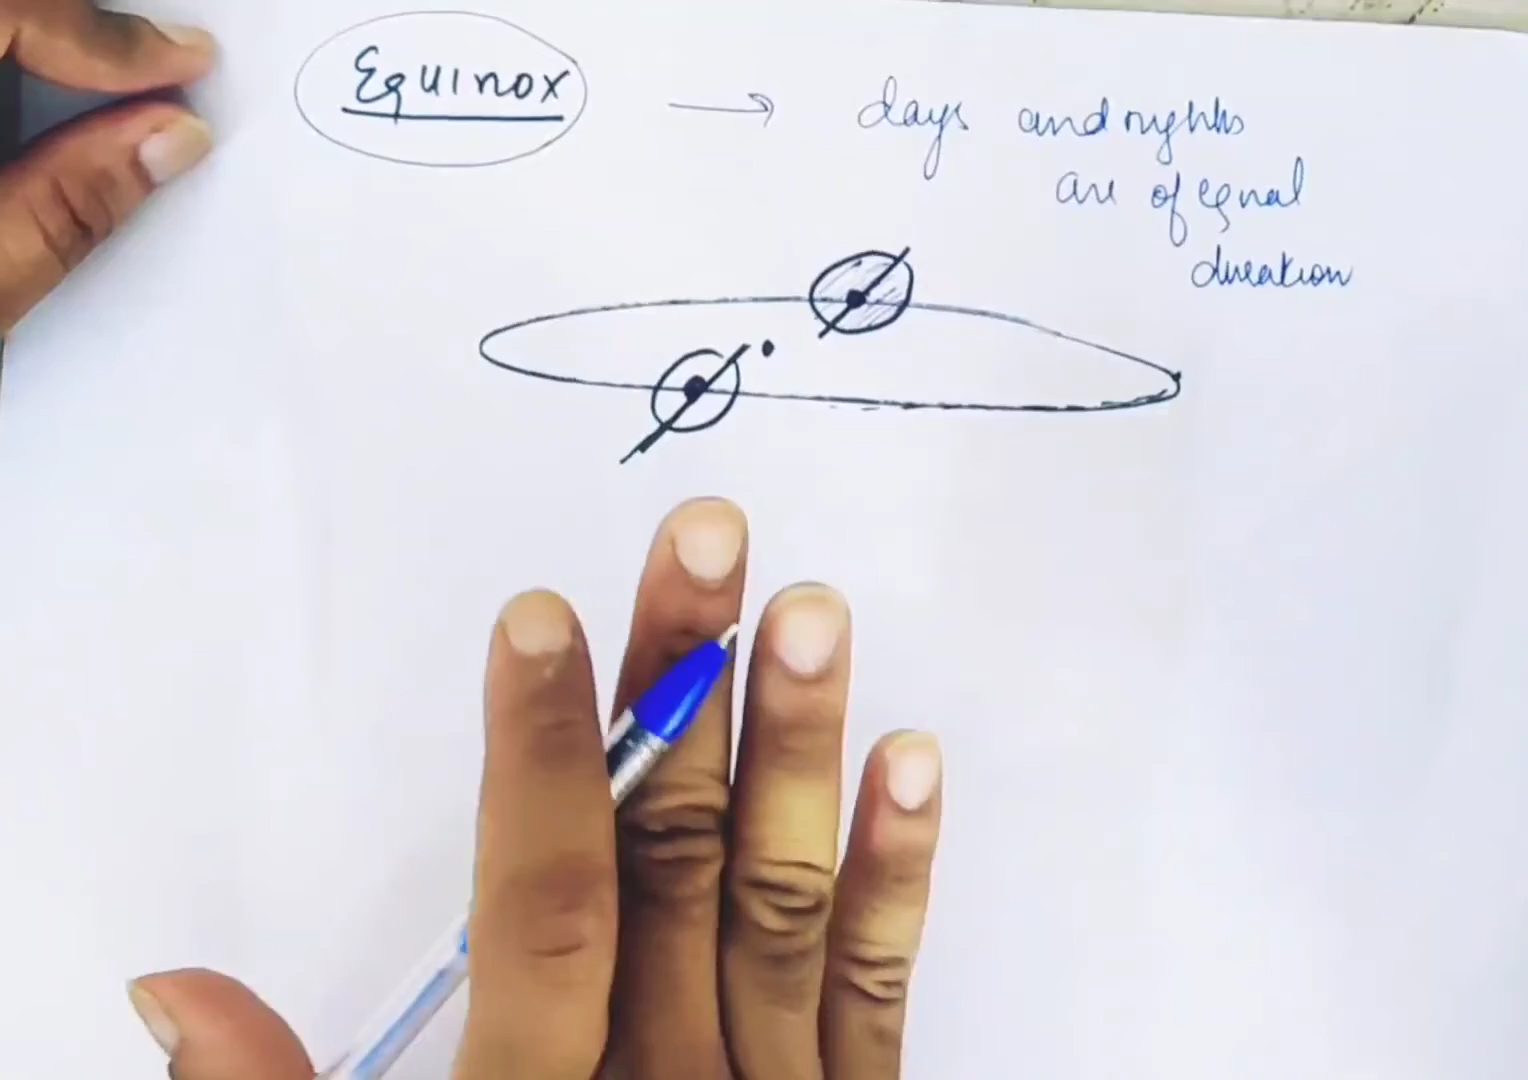 Equinox
days and nights
are of equal
duration